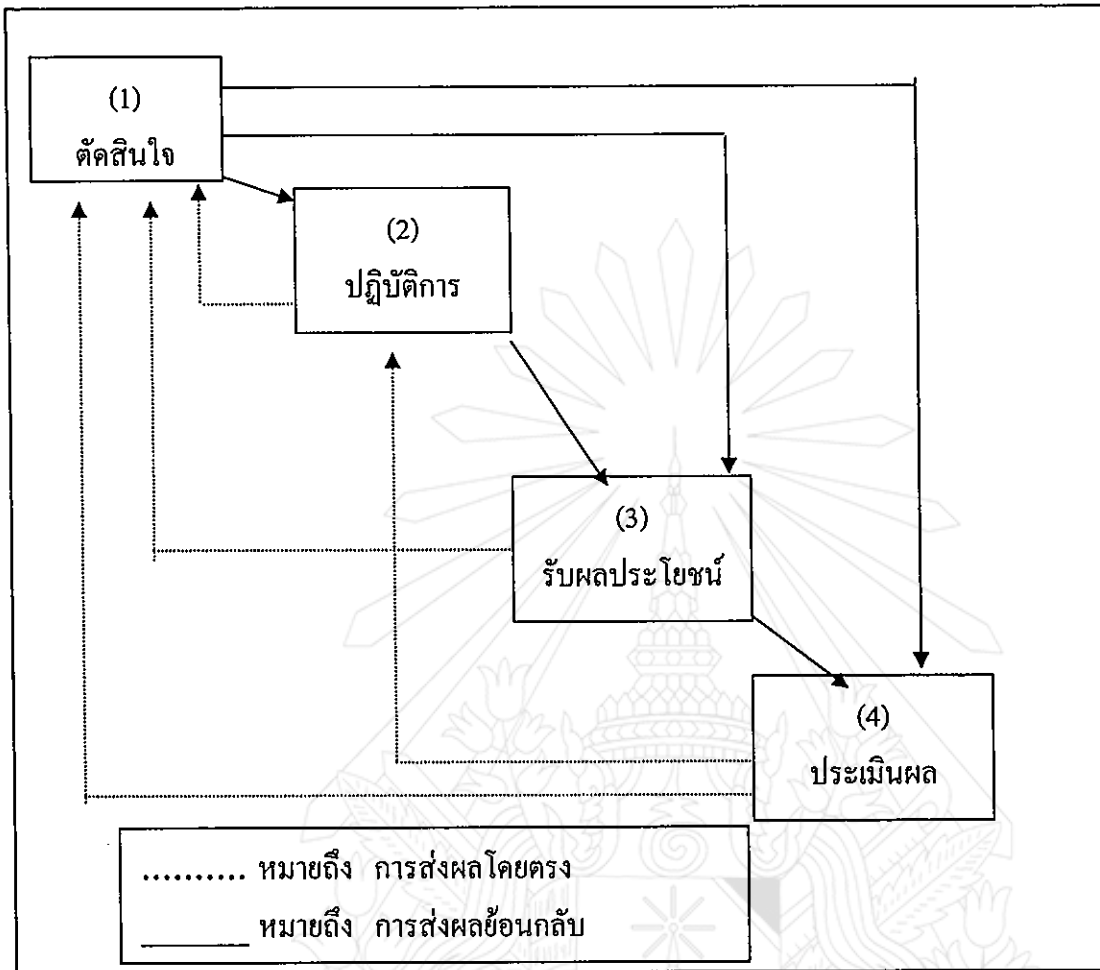 (1)
ตัดสินใจ
(2)
ปฏิบัติการ
(3)
รับผลประโยชน์
(4)
ประเมินผล
.......... หมายถึง การส่งผลโดยตรง
________ หมายถึง การส่งผลย้อนกลับ